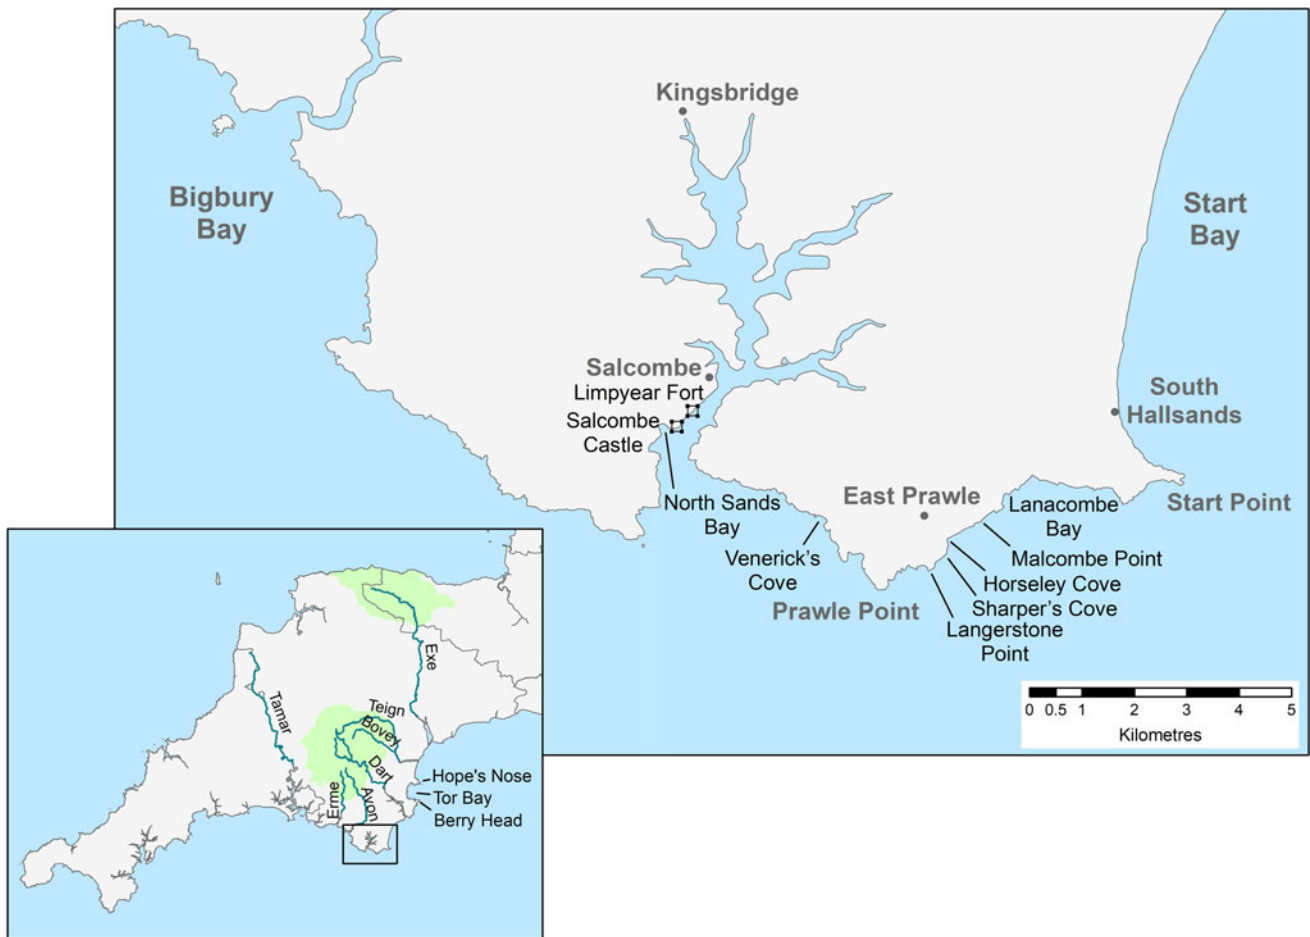 Kingsbridge
Bigbury
Bay
Start
Bay
Salcombe
Limpyear Fort
Salcombe
Castle
South
Hallsands
North Sands
Bay
East Prawle
Lanacombe
Bay
Start Point
Venerick's
Cove
Malcombe Point
Horseley Cove
Prawle Point
Sharper's Cove
Langerstone
Point
0 0.5 1 2 3 4 5
Kilometres
Exe
Tamar
Teign
Bovey
Dart
Erme
Avon
Hope's Nose
Tor Bay
Berry Head